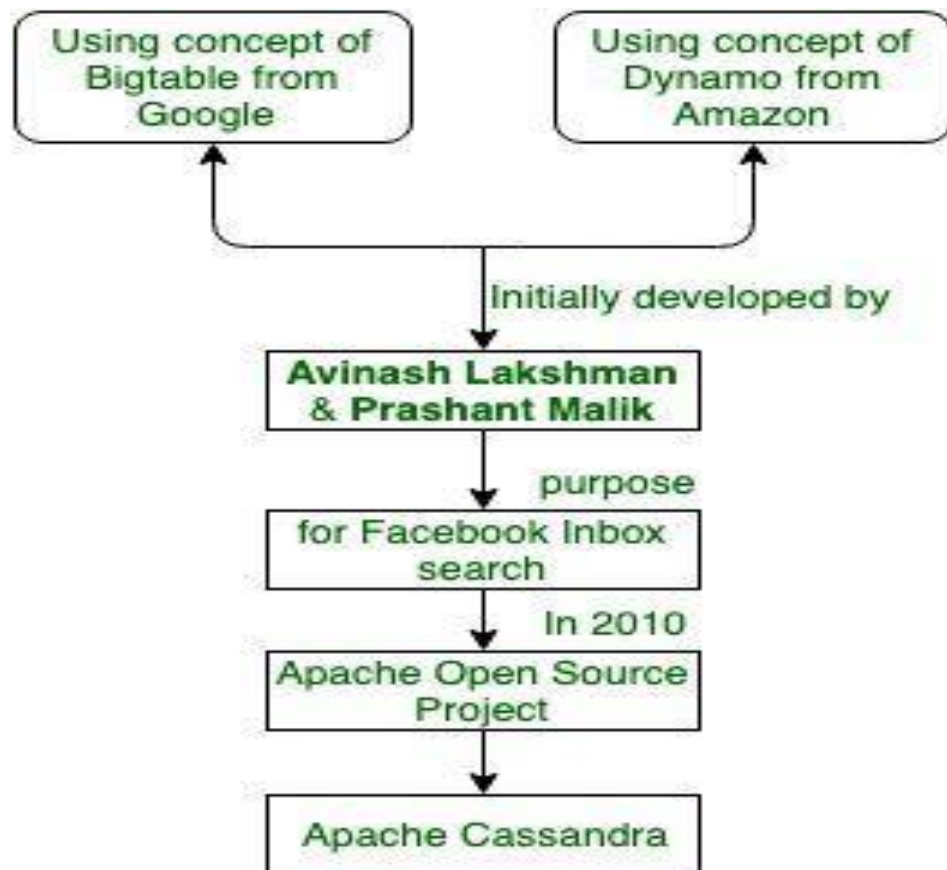 Using concept of
Bigtable from
Google
Using concept of
Dynamo from
Amazon
Initially developed by
Avinash Lakshman
& Prashant Malik
purpose
for Facebook Inbox
search
In 2010
Apache Open Source
Project
Apache Cassandra